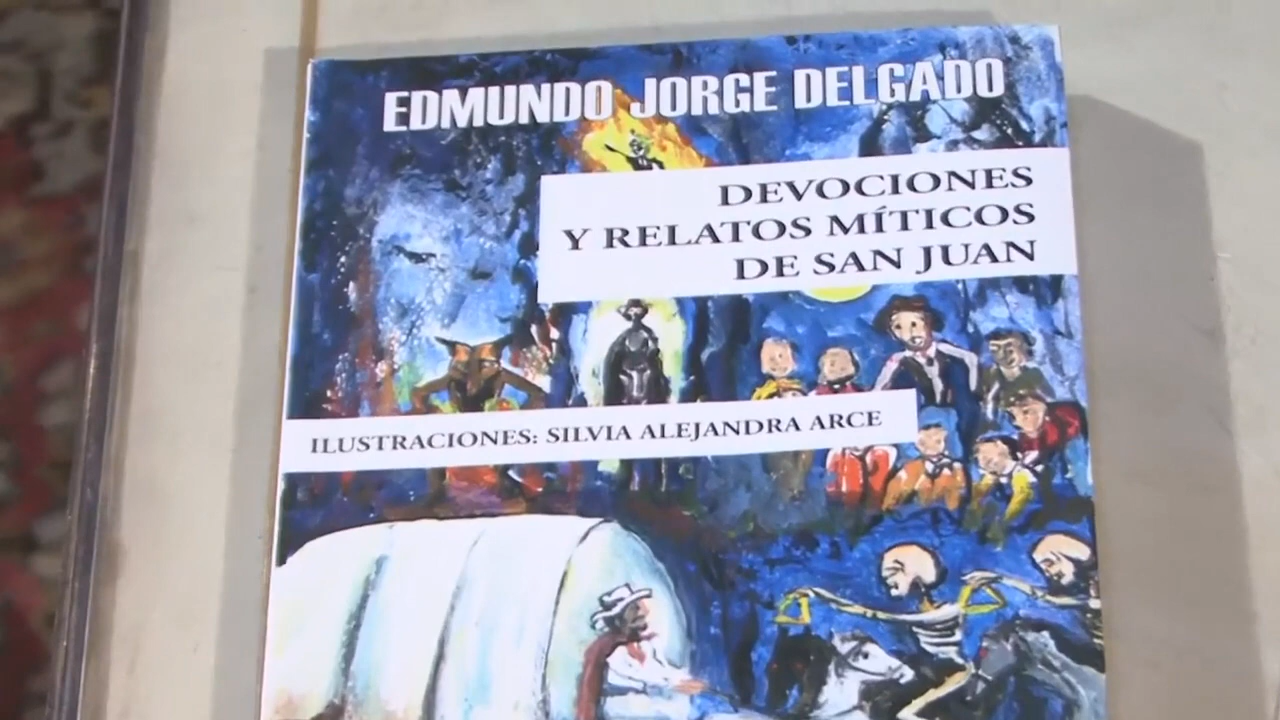 EDMUNDO JORGE DELGADO
DEVOCIONES
Y RELATOS MÍTICOS
DE SAN JUAN
ILUSTRACIONES: SILVIA ALEJANDRA ARCE